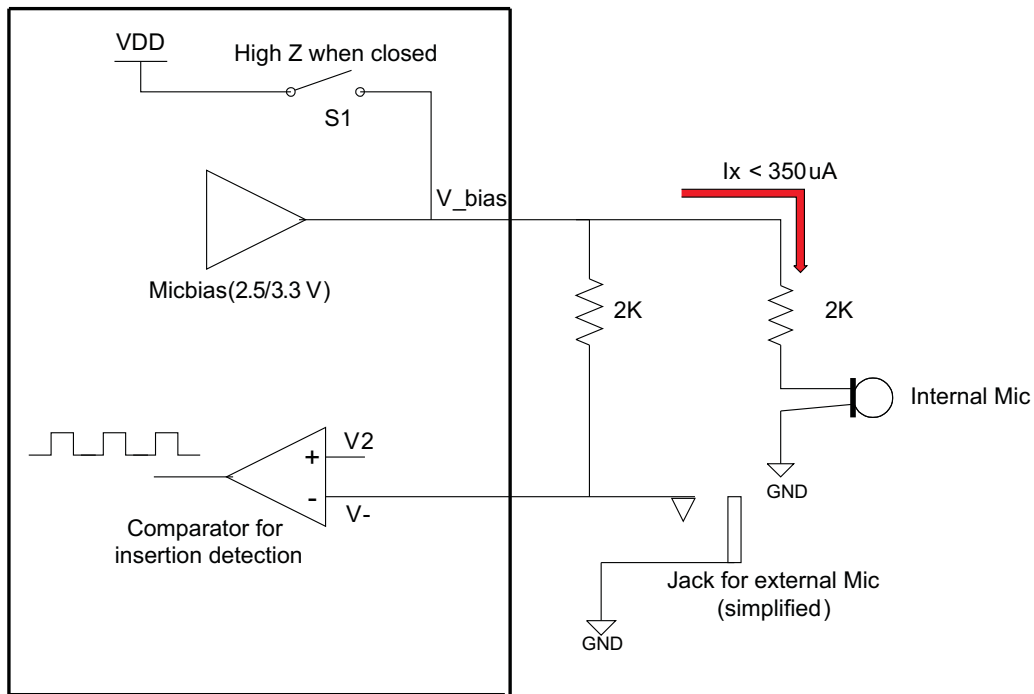 VDD
High Z when closed
S1
Ix < 350uA
V_bias
Micbias(2.5/3.3 V)
2K
2K
Internal Mic
GND
V2
+
-
V-
Comparator for
insertion detection
Jack for external Mic
(simplified)
GND